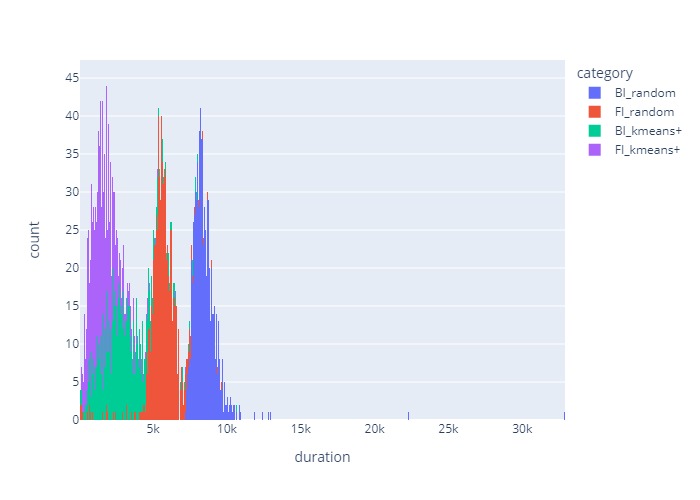 category
BI_random
FI_random
BI_kmeans+
FI_kmeans+
count
45
40
35
30
25
20
15
10
5
0
5k
10k
15k
20k
25k
30k
duration